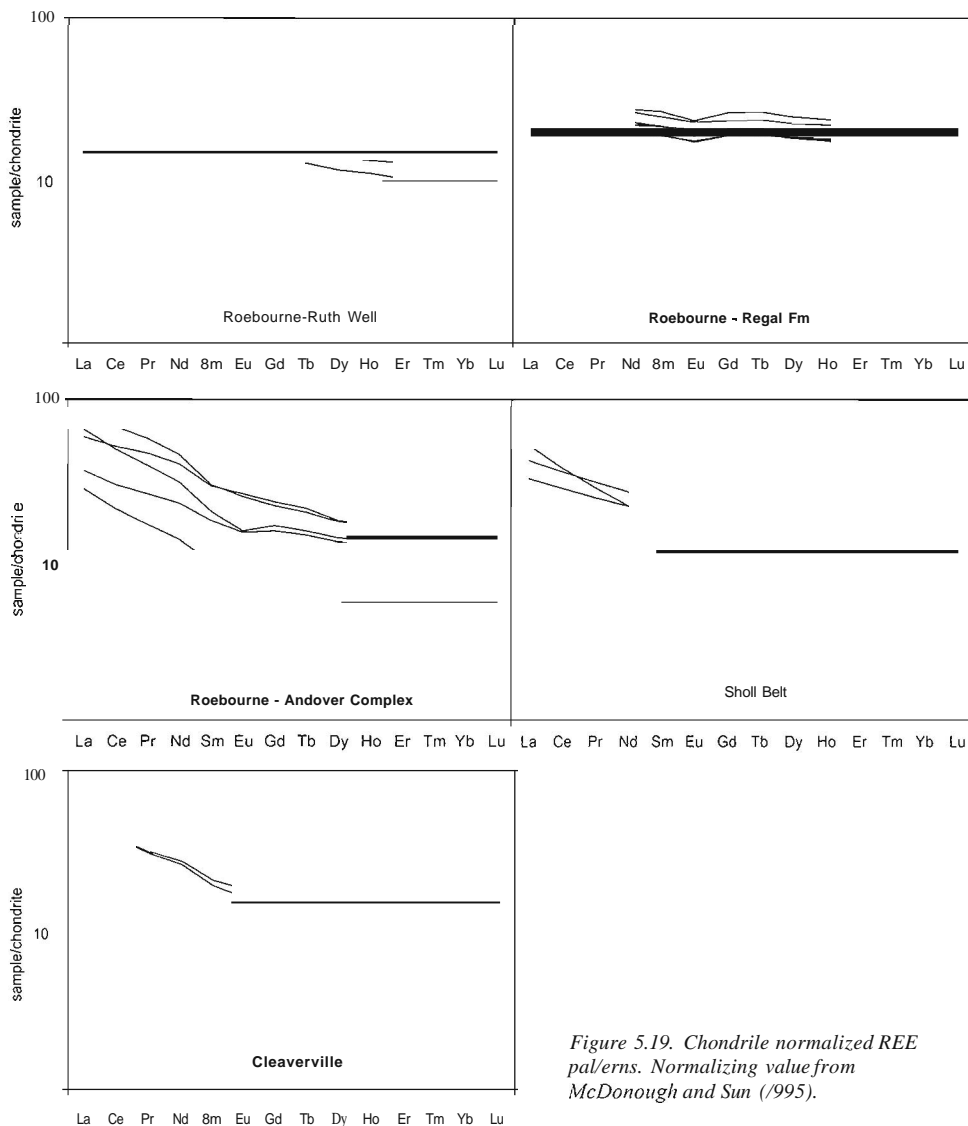 100
sample/chondrite
10
Roebourne-Ruth Well
Roebourne - Regal Fm
La Ce Pr Nd 8m Eu Gd Tb Dy Ho Er Tm Yb Lu
La Ce Pr Nd 8m Eu Gd Tb Dy Ho Er Tm Yb Lu
100
sample/chondri e
10
Roebourne - Andover Complex
Sholl Belt
La Ce Pr Nd Sm Eu Gd Tb Dy Ho Er Tm Yb Lu
La Ce Pr Nd Sm Eu Gd Tb Dy Ho Er Tm Yb Lu
100
sample/chondrite
10
Cleaverville
La Ce Pr Nd 8m Eu Gd Tb Dy Ho Er Tm Yb Lu
Figure 5.19. Chondrile normalized REE
pal/erns. Normalizing value from
McDonough and Sun (/995).